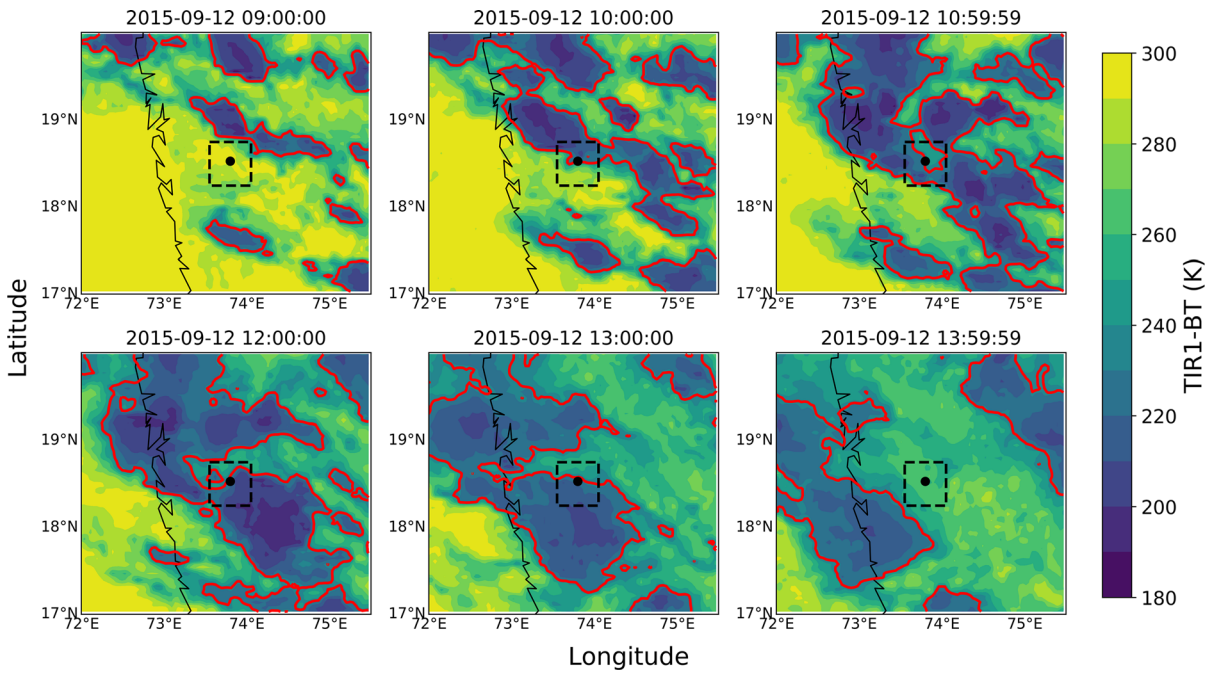 2015-09-12 09:00:00
2015-09-12 10:00:00
2015-09-12 10:59:59
19°N
18°N
17°N
72°E 73°E 74°E 75°E
19°N
18°N
17°N
72°E 73°E 74°E 75°E
19°N
18°N
17°N
72°E 73°E 74°E 75°E
2015-09-12 12:00:00
2015-09-12 13:00:00
2015-09-12 13:59:59
19°N
18°N
17°N
72°E 73°E 74°E 75°E
19°N
18°N
17°N
72°E 73°E 74°E 75°E
19°N
18°N
17°N
72°E 73°E 74°E 75°E
Latitude
Longitude
300
280
260
240
220
200
180
TIR1-BT (K)